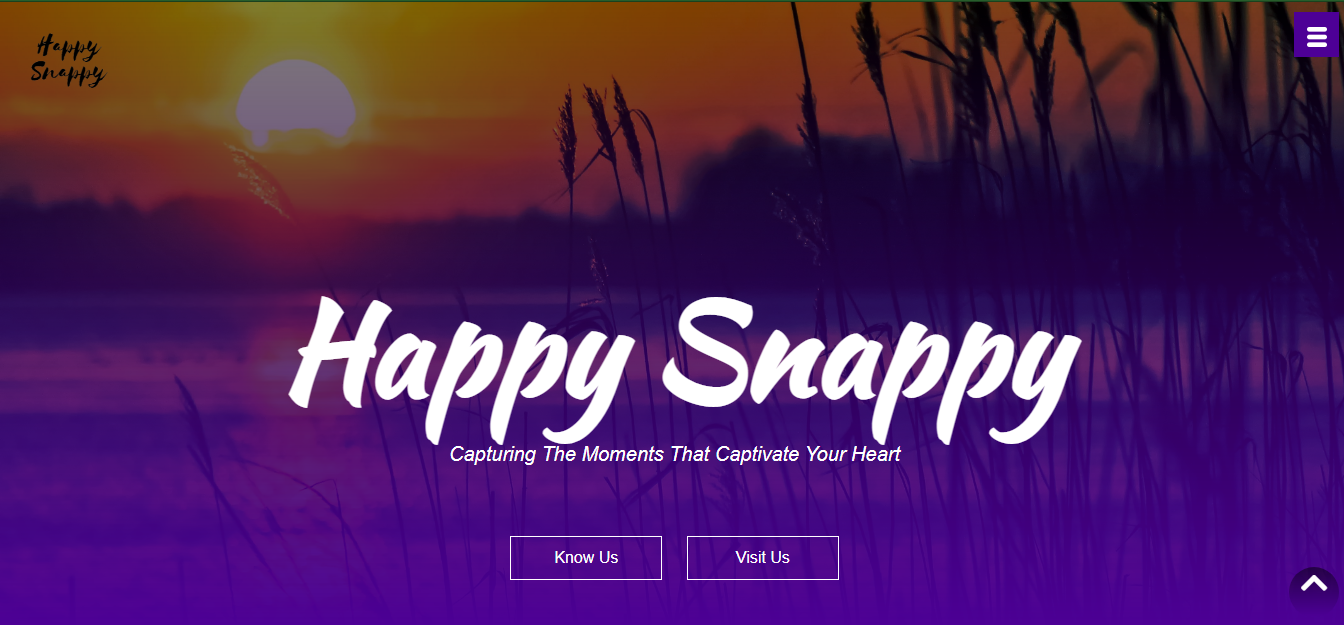 Happy
Snappy
Happy Snappy
Capturing The Moments That Captivate Your Heart
Know Us
Visit Us